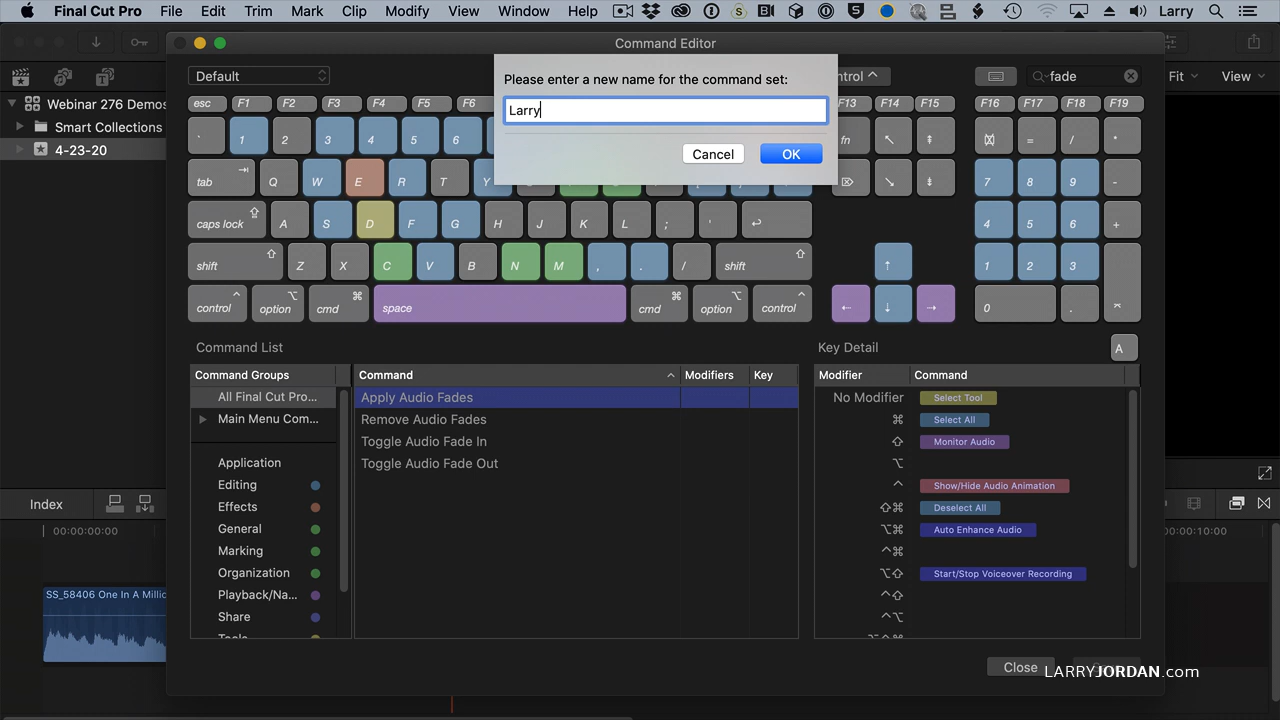 Final Cut Pro File Edit Trim Mark Clip Modify View Window Help Larry
Command Editor
Default
Please enter a new name for the command set:
Larry
Cancel OK
ntrol ^
fade
Fit View
Webinar 276 Demos
Smart Collections
4-23-20
esc F1 F2 F3 F4 F5 F6 F13 F14 F15 F16 F17 F18 F19
` 1 2 3 4 5 6 fn = / *
tab Q W E R T Y 7 8 9 -
caps lock A S D F G H J K L ; ' 4 5 6 +
shift Z X C V B N M , . / shift 1 2 3
control ^ option ⌥ cmd ⌘ space cmd ⌘ option ⌥ control ^ 0 .
Command List
Key Detail A
Command Groups
All Final Cut Pro...
Main Menu Com...
Application
Editing
Effects
General
Marking
Organization
Playback/Na...
Share
Tools
Command Modifiers Key
Apply Audio Fades
Remove Audio Fades
Toggle Audio Fade In
Toggle Audio Fade Out
Modifier Command
No Modifier Select Tool
⌘ Select All
⇧ Monitor Audio
⌥
^ Show/Hide Audio Animation
⇧⌘ Deselect All
⌥⌘ Auto Enhance Audio
^⌘
⌥⇧ Start/Stop Voiceover Recording
^⇧
^⌥
Index
00:00:00:00
00:00:10:00
SS_58406 One In A Millio
Close
LARRYJORDAN.com